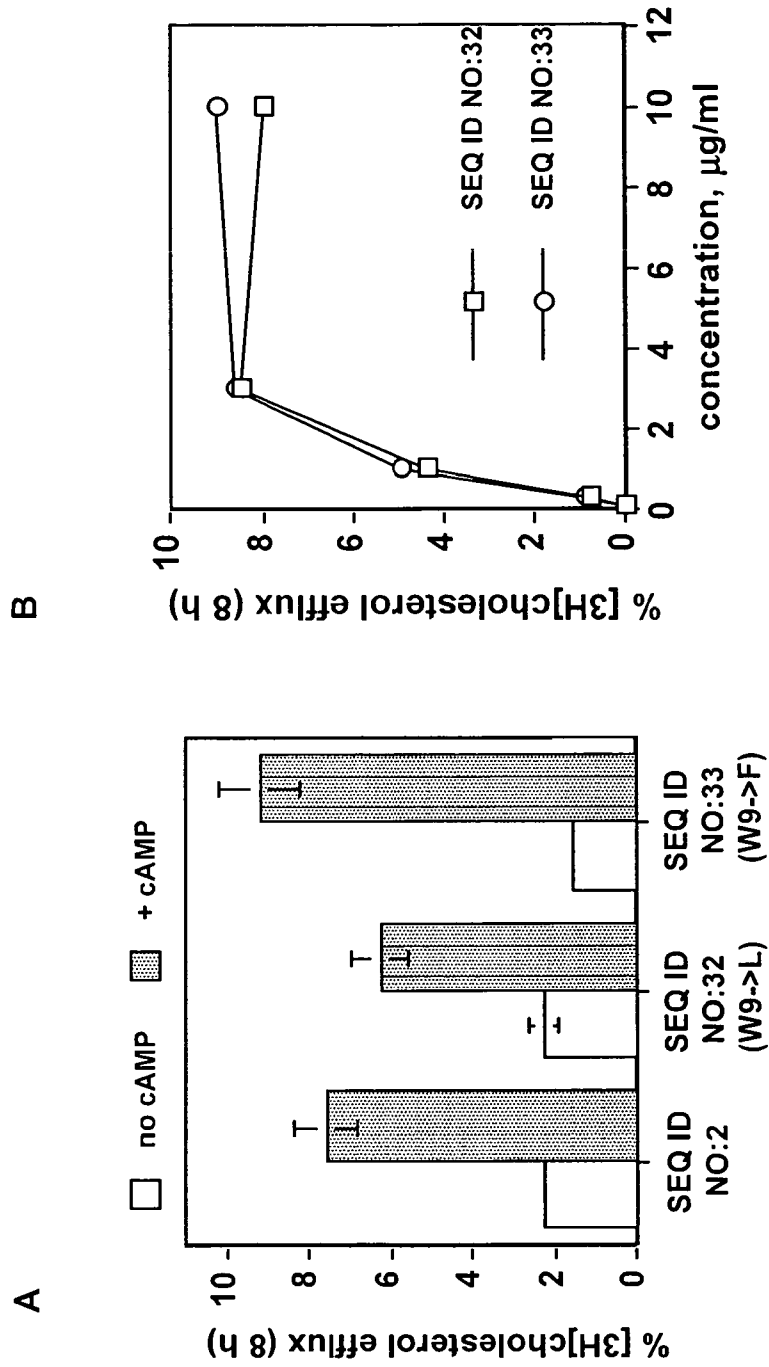 A
no cAMP
+ cAMP
% [3H]cholesterol efflux (8 h)
10
8
6
4
2
0
SEQ ID
NO:2
SEQ ID
NO:32
(W9->L)
SEQ ID
NO:33
(W9->F)
B
% [3H]cholesterol efflux (8 h)
10
8
6
4
2
0
SEQ ID NO:32
SEQ ID NO:33
0
2
4
6
8
10
12
concentration, µg/ml